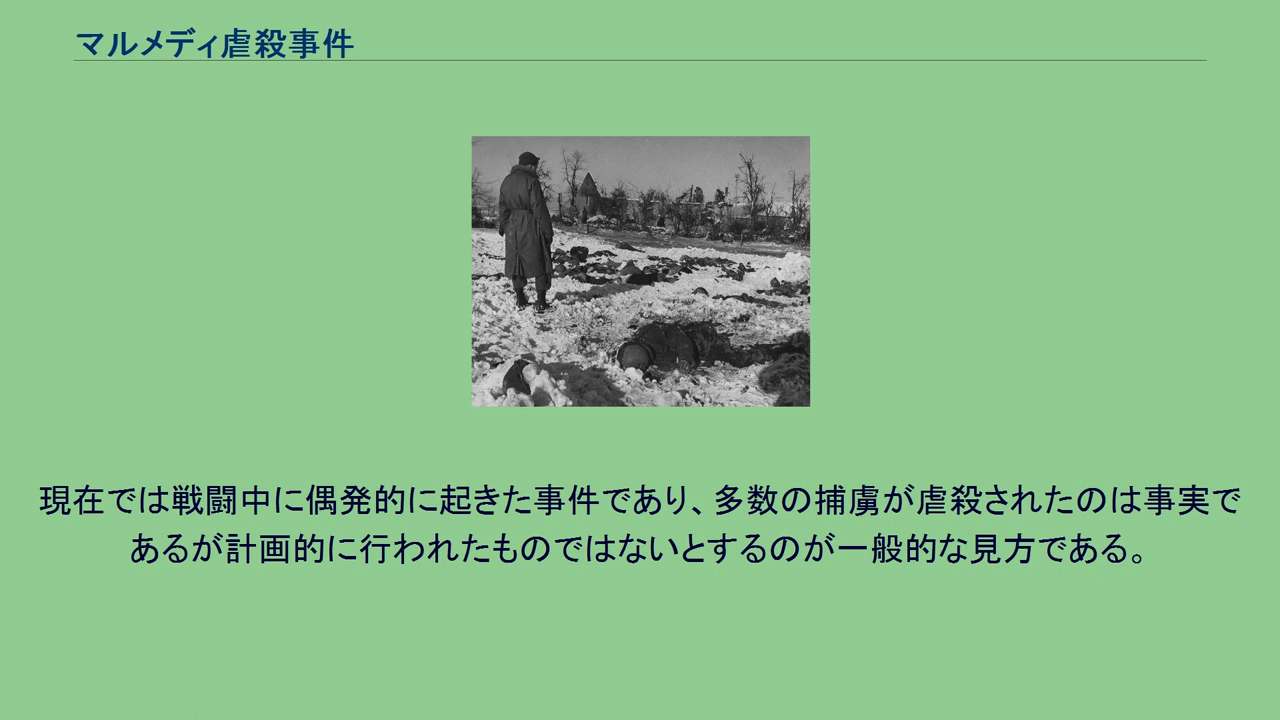 マルメディ虐殺事件
現在では戦闘中に偶発的に起きた事件であり、多数の捕虜が虐殺されたのは事実で
あるが計画的に行われたものではないとするのが一般的な見方である。